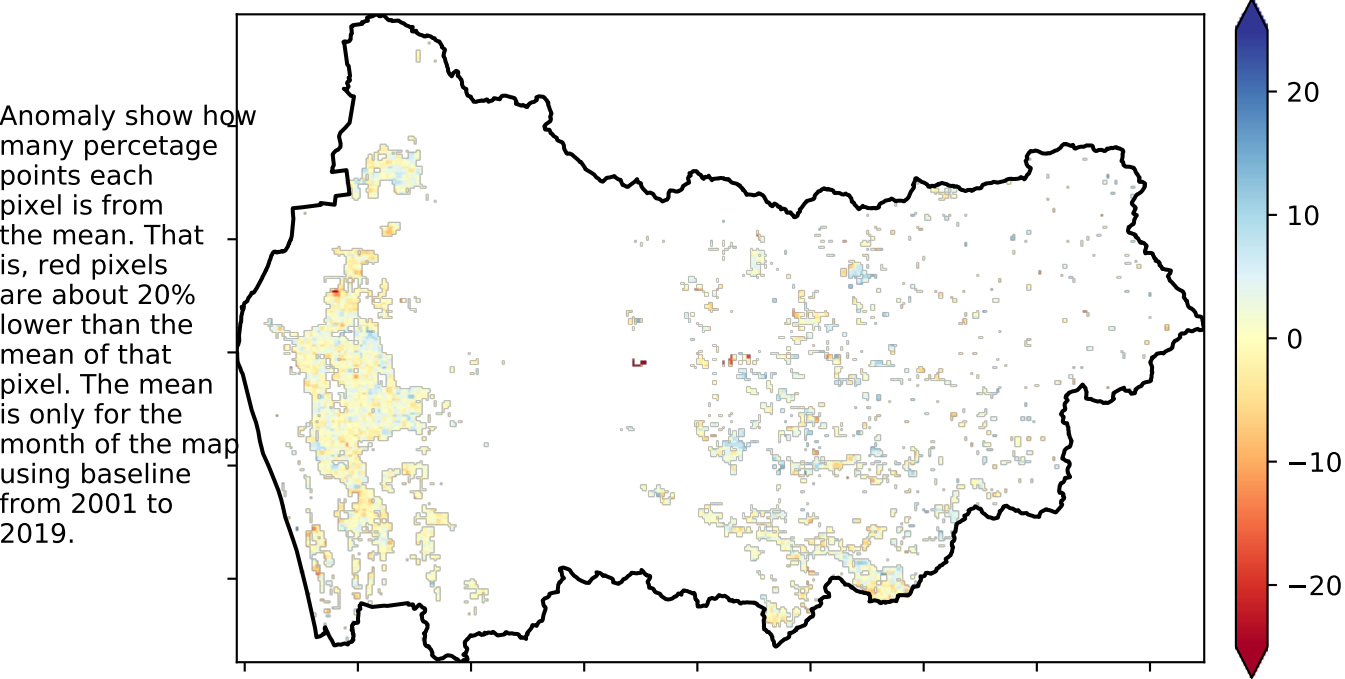 Anomaly show how
many percetage
points each
pixel is from
the mean. That
is, red pixels
are about 20%
lower than the
mean of that
pixel. The mean
is only for the
month of the map
using baseline
from 2001 to
2019.
20
10
0
−10
−20